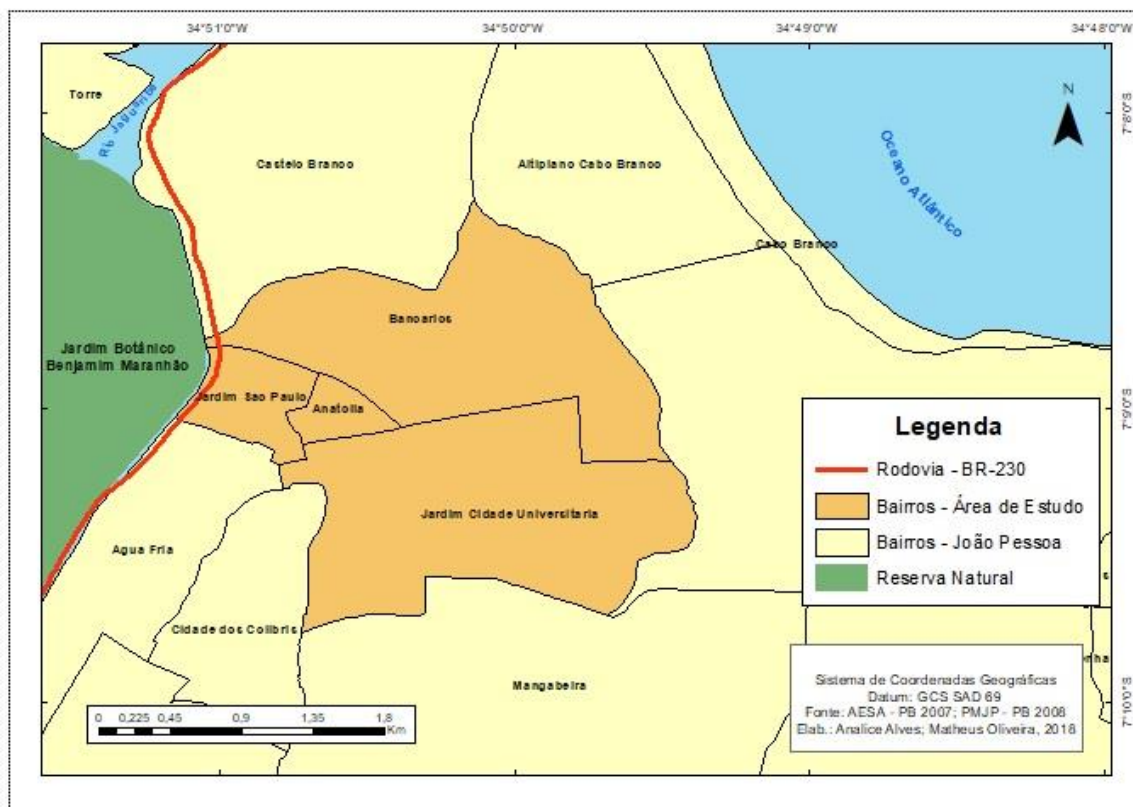 34°51'0"W
34°50'0"W
34°49'0"W
34°48'0"W
Torre
Rio Jaguaribe
Castelo Branco
Altiplano Cabo Branco
N
7°8'0"S
Oceano Atlântico
Cabo Branco
Bancarios
Jardim Botânico
Benjamim Maranhão
Jardim Sao Paulo
Anatolia
7°9'0"S
Legenda
Rodovia - BR-230
Bairros - Área de Estudo
Bairros - João Pessoa
Reserva Natural
Jardim Cidade Universitaria
Agua Fria
Cidade dos Colibris
Mangabeira
Sistema de Coordenadas Geográficas
Datum: GCS SAD 69
Fonte: AESA - PB 2007; PMJP - PB 2008
Elab.: Analice Alves; Matheus Oliveira, 2018
7°10'0"S
0 0,225 0,45 0,9 1,35 1,8
Km